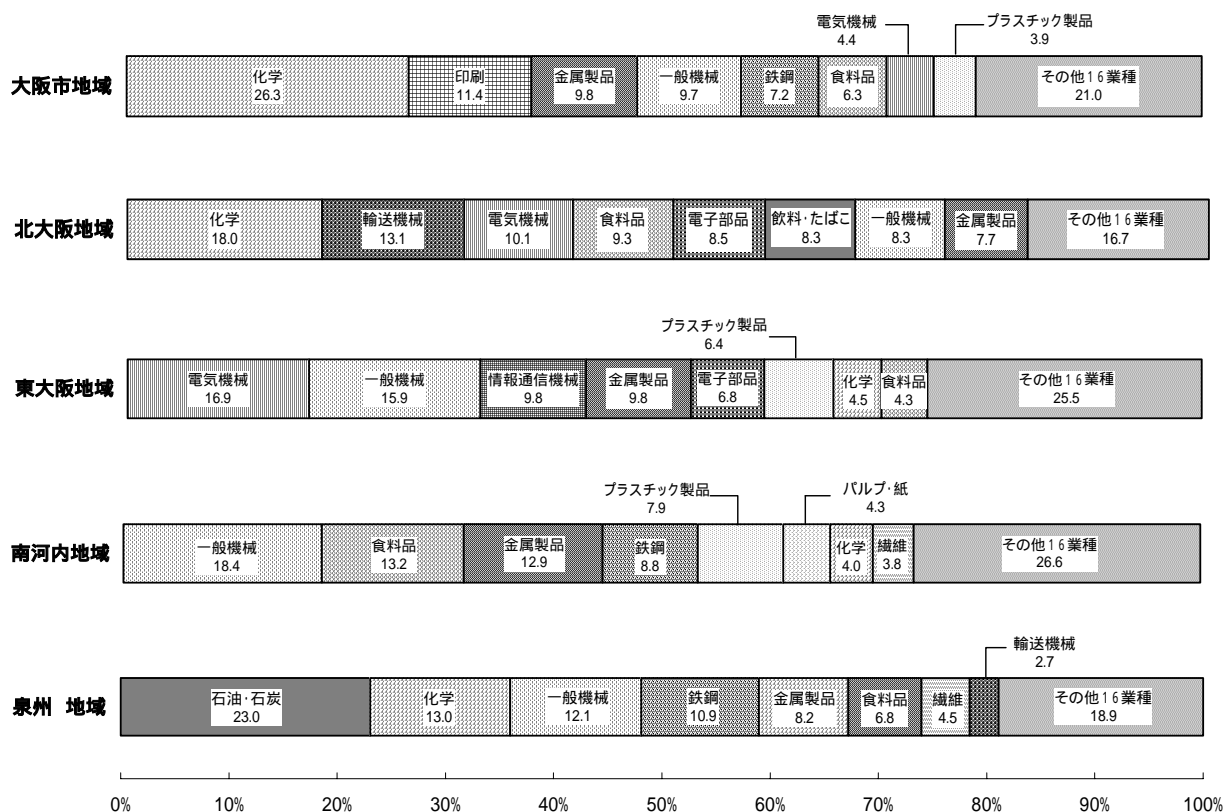 電気機械
4.4
プラスチック製品
3.9
大阪市地域
化学
26.3
印刷
11.4
金属製品
9.8
一般機械
9.7
鉄鋼
7.2
食料品
6.3
その他16業種
21.0
北大阪地域
化学
18.0
輸送機械
13.1
電気機械
10.1
食料品
9.3
電子部品
8.5
飲料・たばこ
8.3
一般機械
8.3
金属製品
7.7
その他16業種
16.7
プラスチック製品
6.4
東大阪地域
電気機械
16.9
一般機械
15.9
情報通信機械
9.8
金属製品
9.8
電子部品
6.8
化学
4.5
食料品
4.3
その他16業種
25.5
プラスチック製品
7.9
パルプ・紙
4.3
南河内地域
一般機械
18.4
食料品
13.2
金属製品
12.9
鉄鋼
8.8
化学
4.0
繊維
3.8
その他16業種
26.6
輸送機械
2.7
泉州 地域
石油・石炭
23.0
化学
13.0
一般機械
12.1
鉄鋼
10.9
金属製品
8.2
食料品
6.8
繊維
4.5
その他16業種
18.9
0% 10% 20% 30% 40% 50% 60% 70% 80% 90% 100%